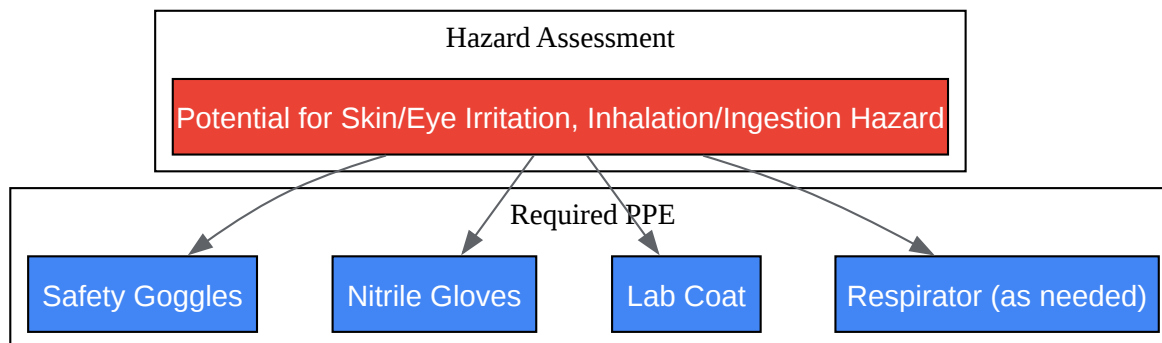 Hazard Assessment
Potential for Skin/Eye Irritation, Inhalation/Ingestion Hazard
Required PPE
Safety Goggles
Nitrile Gloves
Lab Coat
Respirator (as needed)